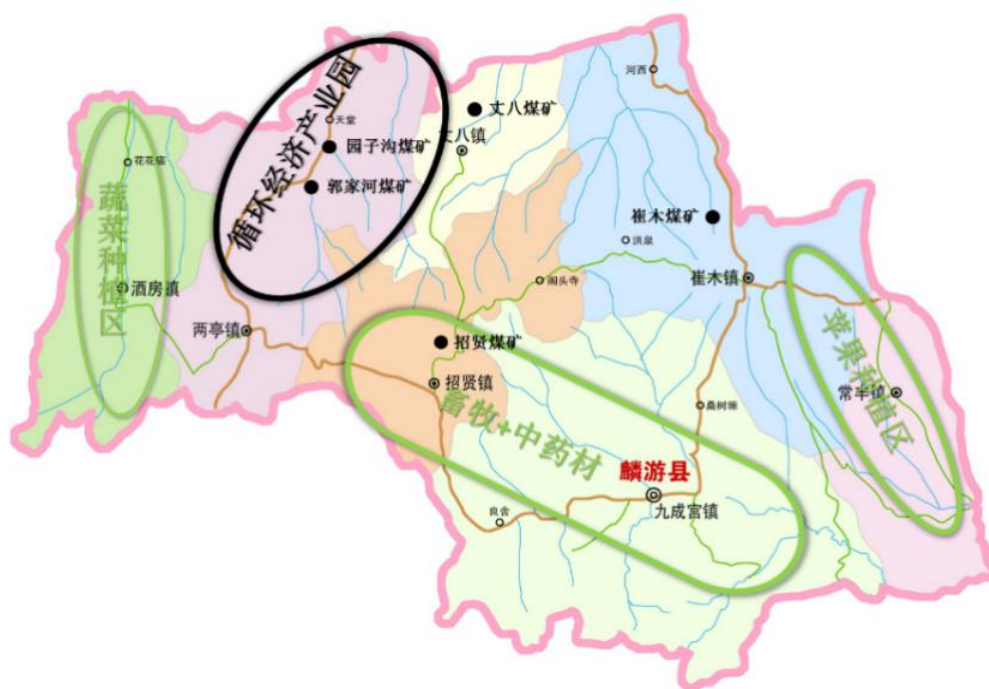 河西
循环经济产业园
丈八煤矿
天堂
园子沟煤矿
丈八镇
花花庙
郭家河煤矿
蔬菜种植区
崔木煤矿
洪泉
崔木镇
阁头寺
酒房镇
两亭镇
招贤煤矿
苹果种植区
招贤镇
常丰镇
桑树塬
畜牧+中药材
麟游县
九成宫镇
良舍